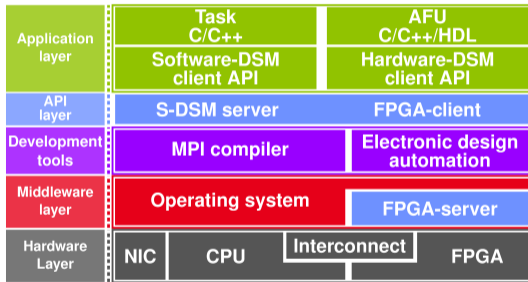 Application
layer
Task
C/C++
AFU
C/C++/HDL
Software-DSM
client API
Hardware-DSM
client API
API
layer
S-DSM server
FPGA-client
Development
tools
MPI compiler
Electronic design
automation
Middleware
layer
Operating system
FPGA-server
Hardware
Layer
NIC
CPU
Interconnect
FPGA